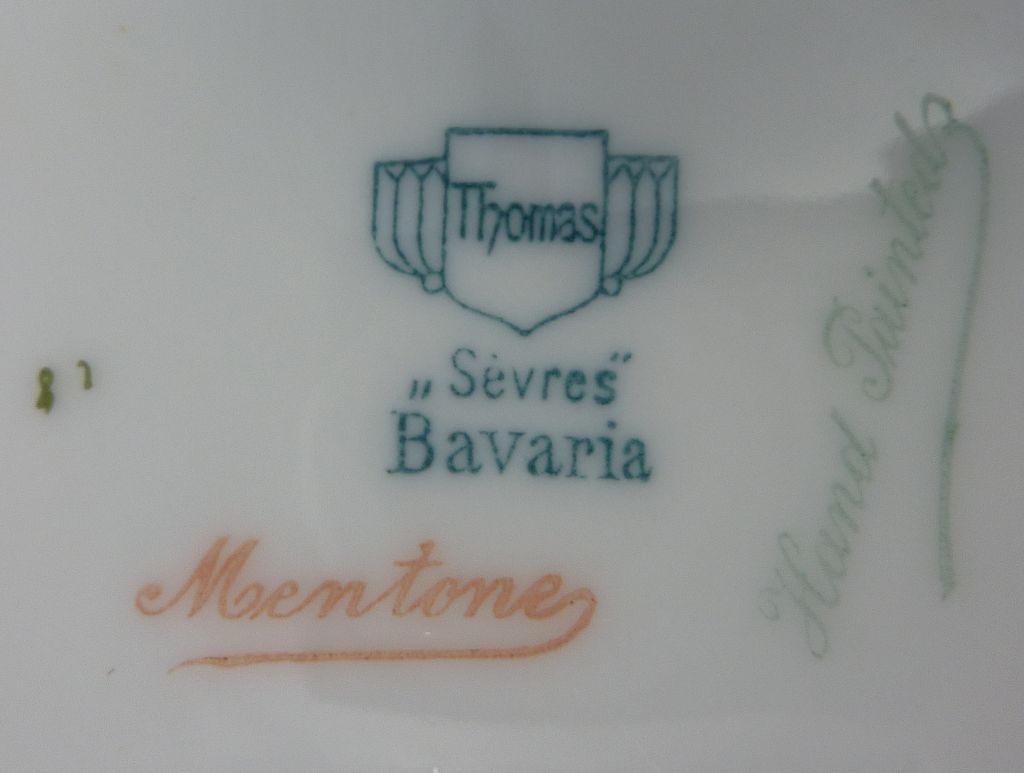 Thomas
„Sèvres"
Bavaria
Mentone
Hand Painted